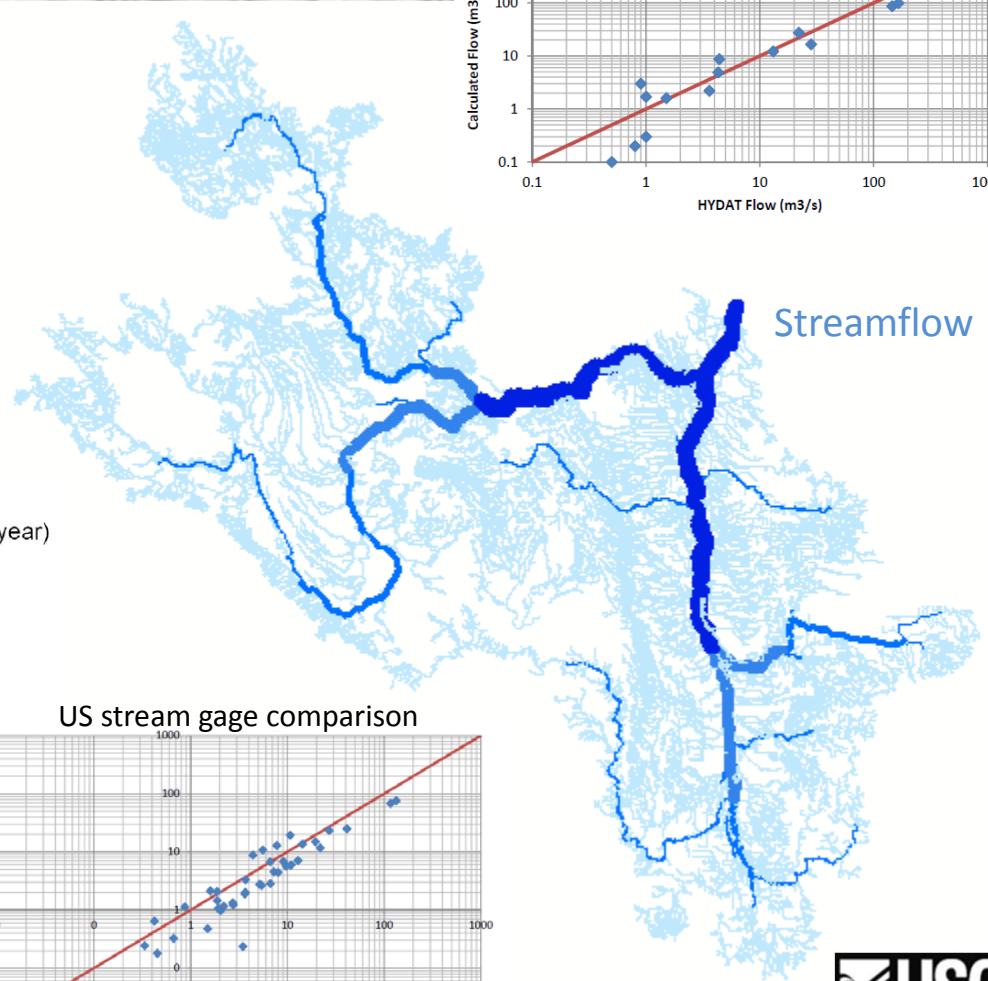 Calculated Flow (m3
100
10
1
0.1
0.1 1 10 100 10
HYDAT Flow (m3/s)
Streamflow
year)
US stream gage comparison
1000
100
10
1
0 1 10 100 1000
0
USG